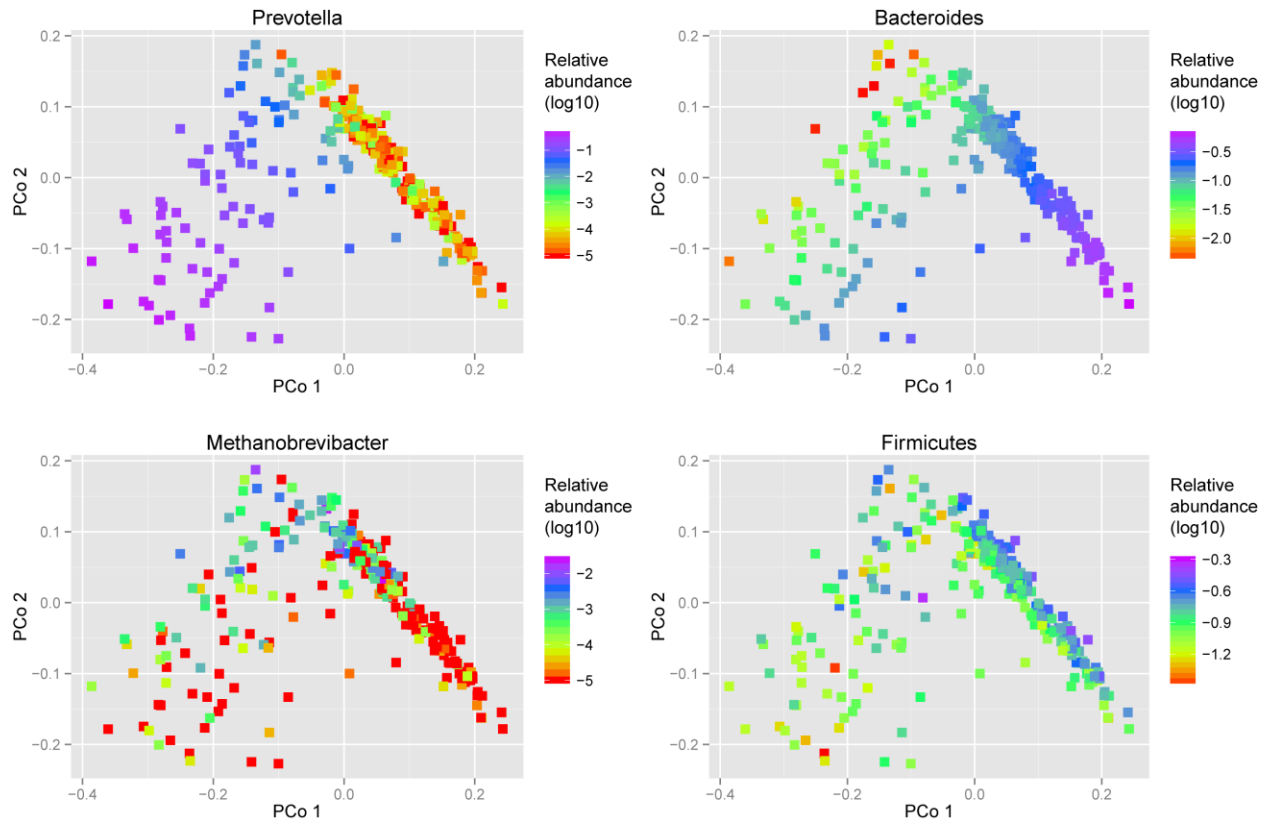 Prevotella
0.2
0.1
0.0
−0.1
−0.2
PCo 2
−0.4
−0.2
0.0
0.2
PCo 1
Relative
abundance
(log10)
−1
−2
−3
−4
−5
Bacteroides
0.2
0.1
0.0
−0.1
−0.2
PCo 2
−0.4
−0.2
0.0
0.2
PCo 1
Relative
abundance
(log10)
−0.5
−1.0
−1.5
−2.0
Methanobrevibacter
0.2
0.1
0.0
−0.1
−0.2
PCo 2
−0.4
−0.2
0.0
0.2
PCo 1
Relative
abundance
(log10)
−2
−3
−4
−5
Firmicutes
0.2
0.1
0.0
−0.1
−0.2
PCo 2
−0.4
−0.2
0.0
0.2
PCo 1
Relative
abundance
(log10)
−0.3
−0.6
−0.9
−1.2